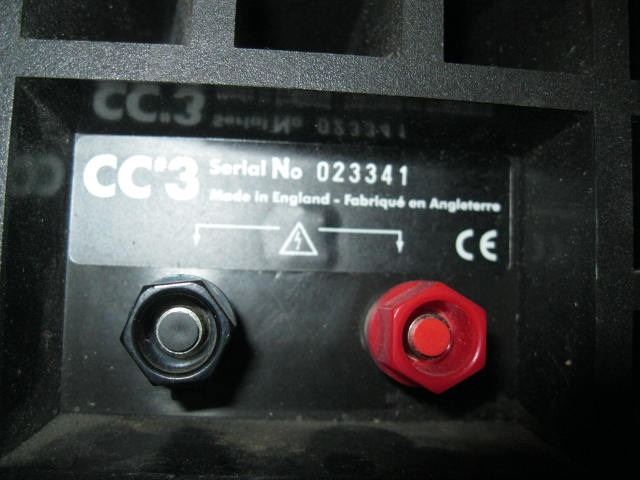 CC"3 Serial No 023341
Made in England - Fabriqué en Angleterre
CE